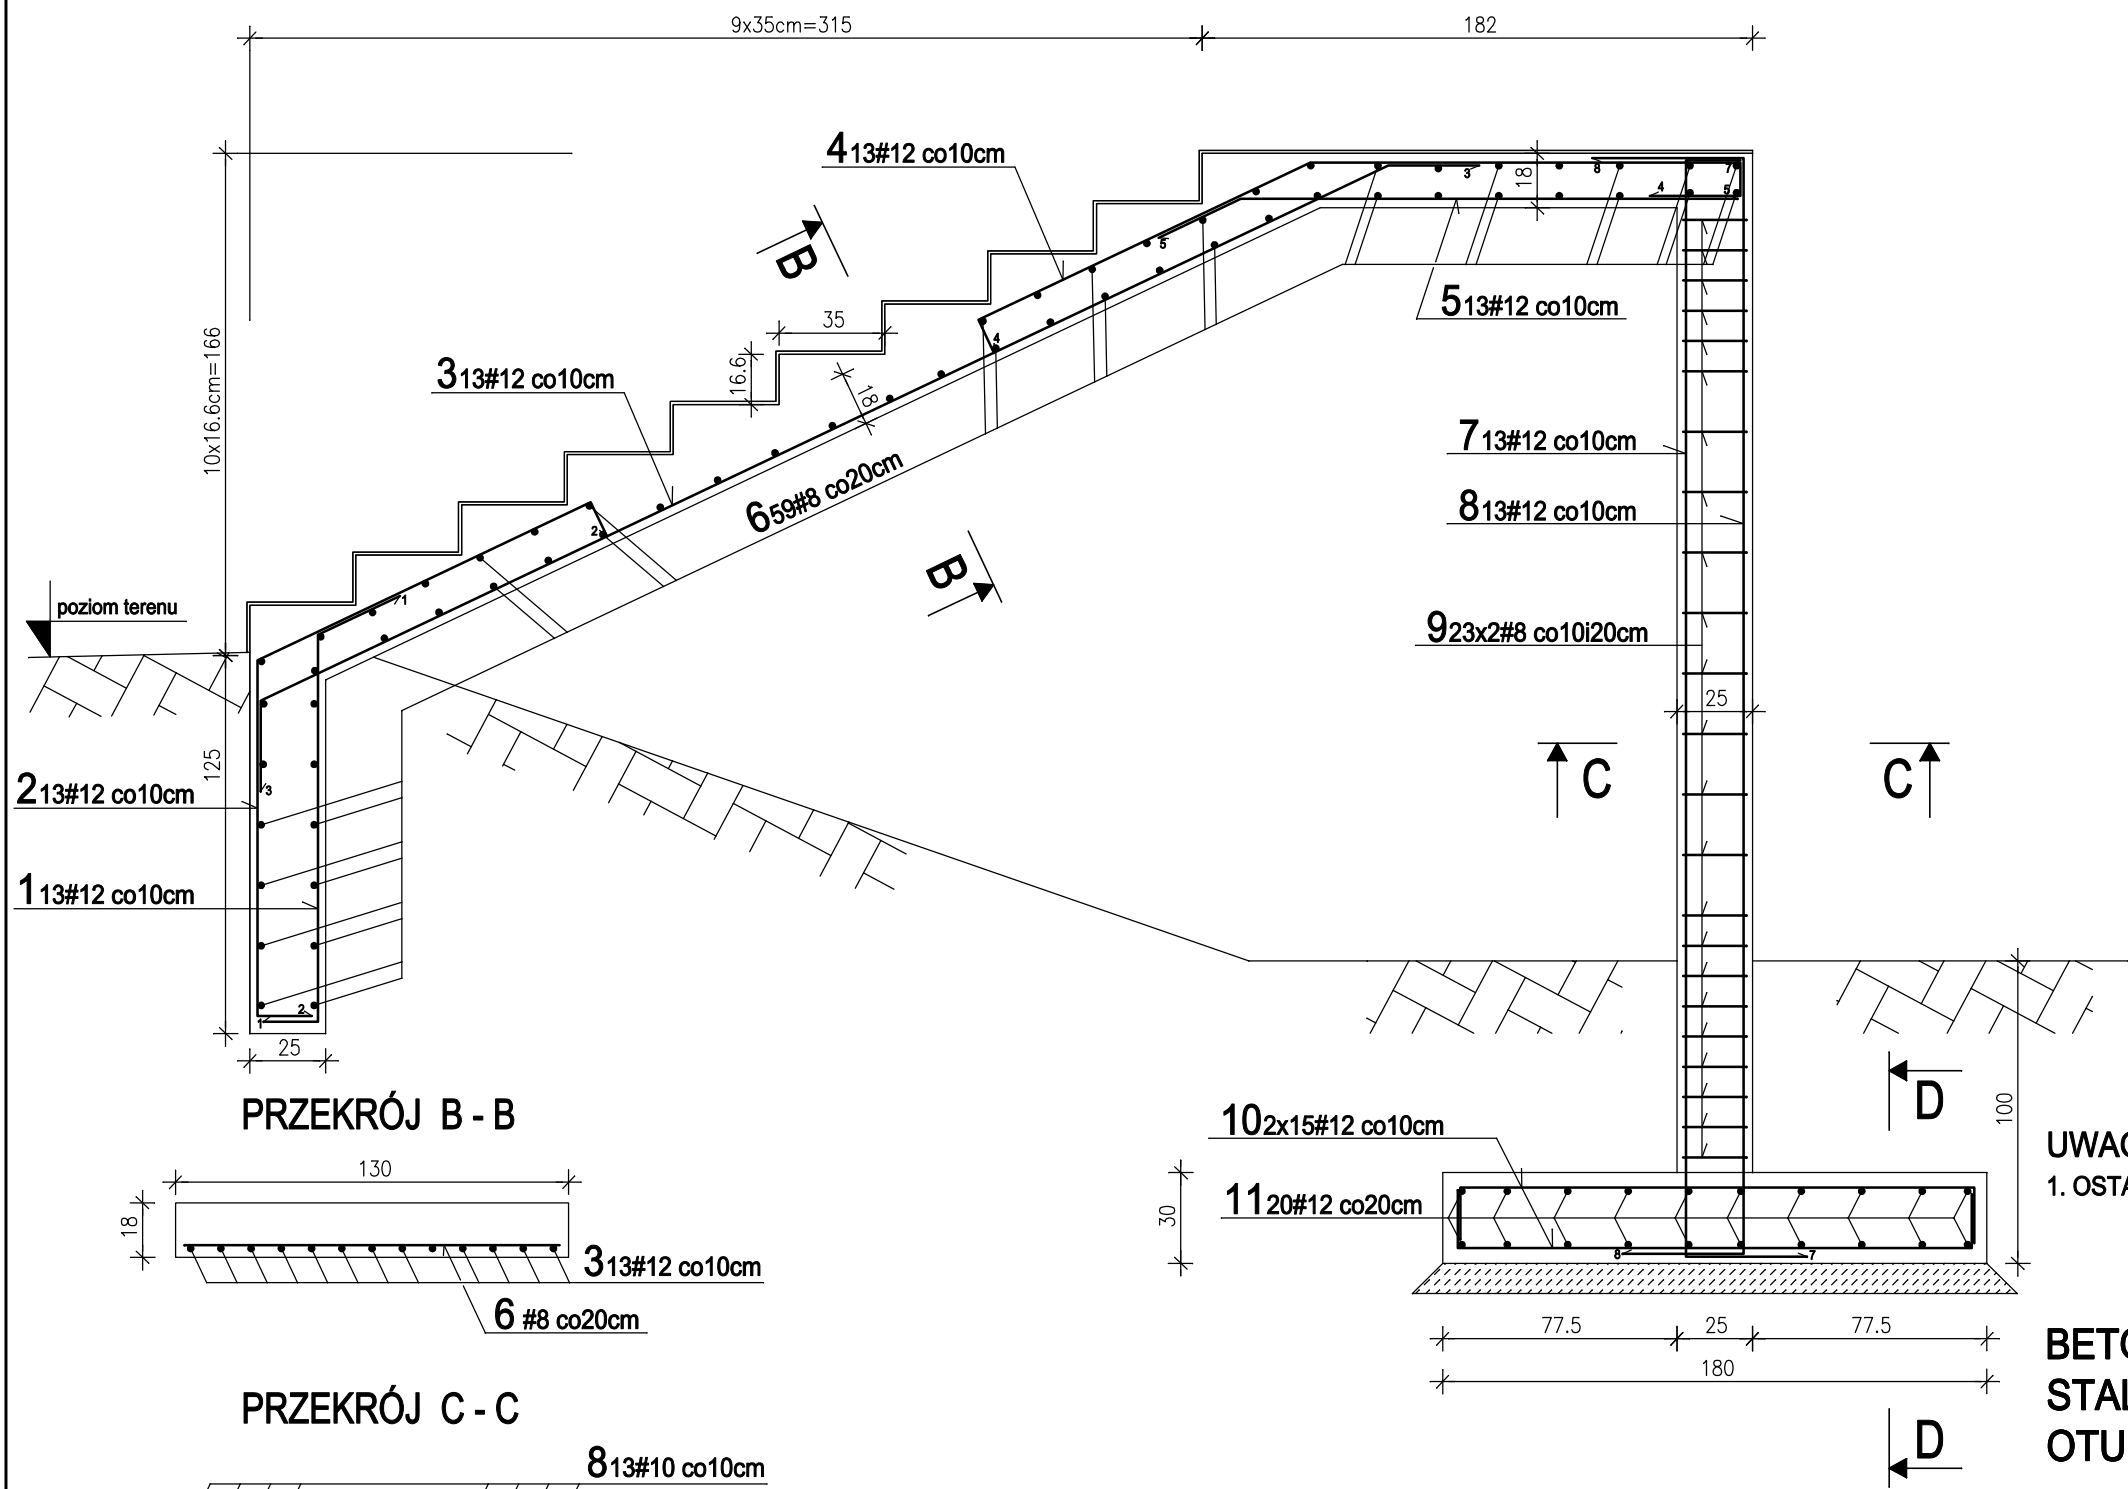 9x35cm=315
182
4 13#12 co10cm
B
18
3
8
7
4
5
5
5 13#12 co10cm
35
10x16.6cm=166
16.6
3 13#12 co10cm
4
18
7 13#12 co10cm
6 59#8 co20cm
8 13#12 co10cm
2
B
poziom terenu
1
9 23x2#8 co10i20cm
25
125
2 13#12 co10cm
3
C
C
1 13#12 co10cm
2
1
25
D
100
PRZEKRÓJ B - B
10 2x15#12 co10cm
130
18
30
11 20#12 co20cm
1.
8
7
3 13#12 co10cm
6 #8 co20cm
77.5
25
77.5
180
PRZEKRÓJ C - C
D
8 13#10 co10cm